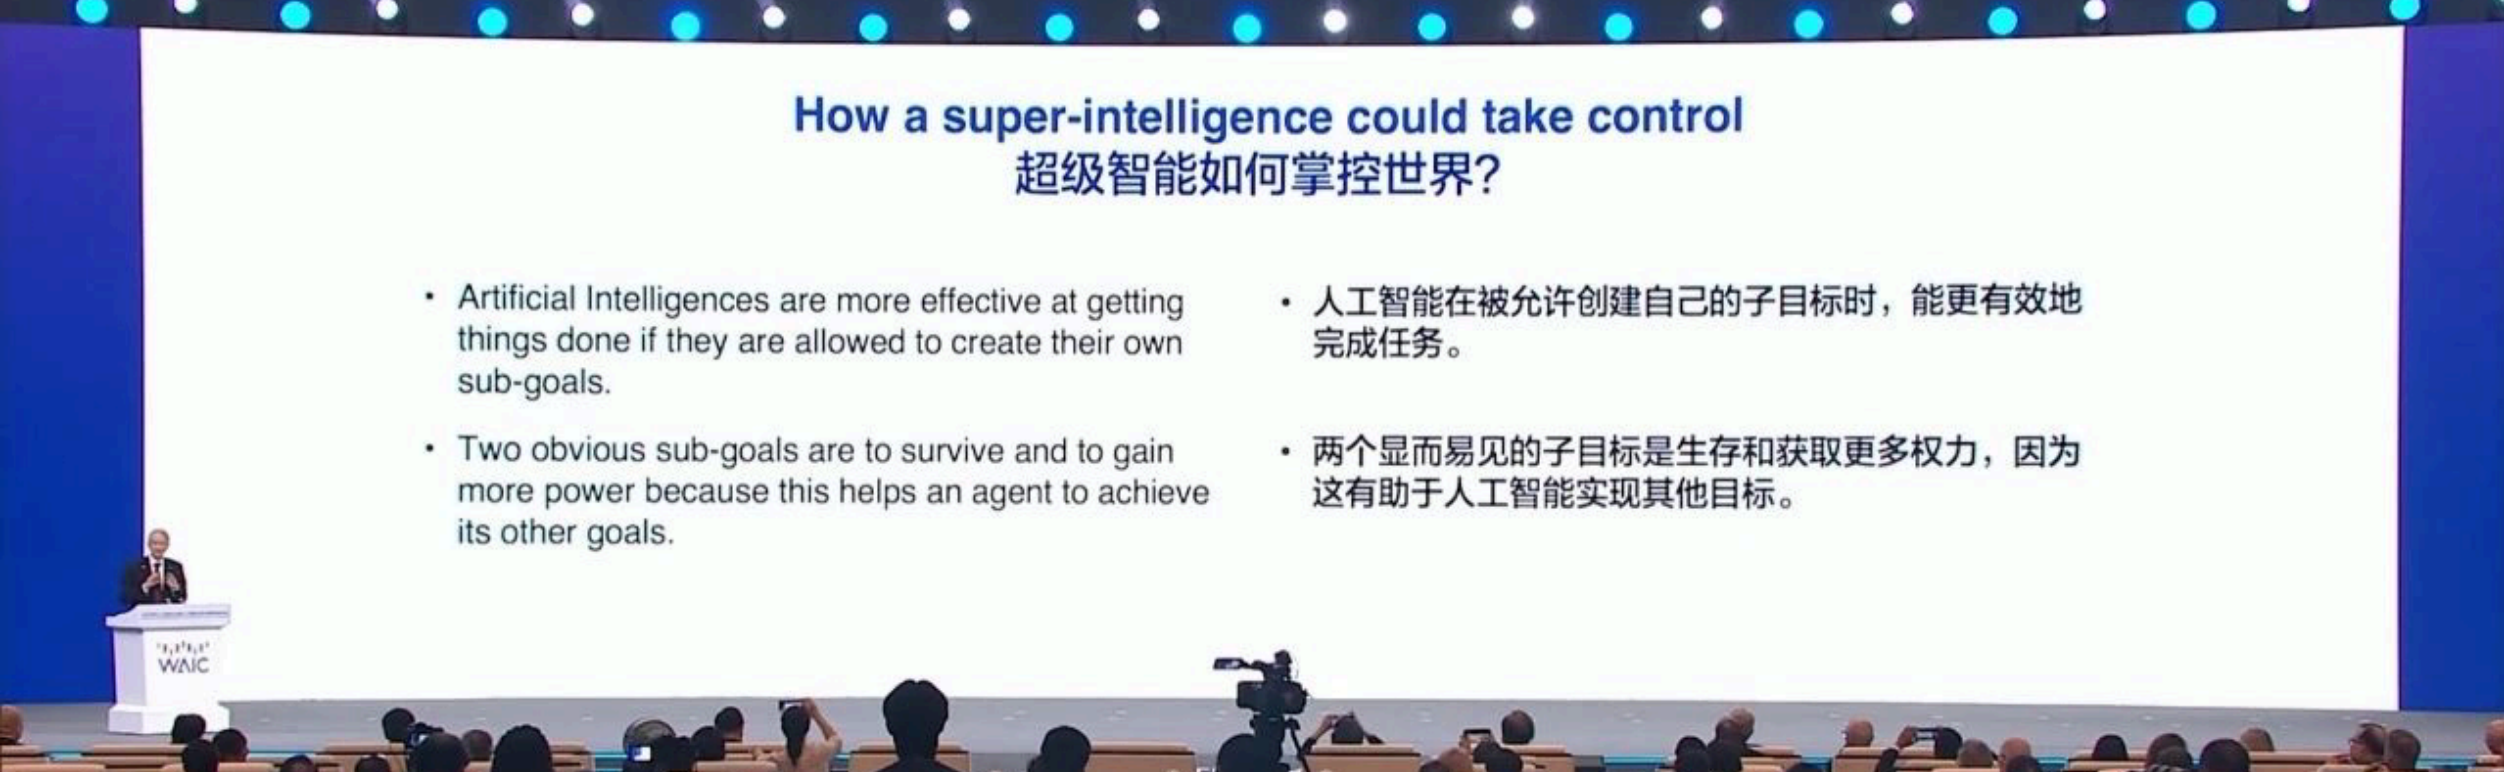 How a super-intelligence could take control
超级智能如何掌控世界?
• Artificial Intelligences are more effective at getting
things done if they are allowed to create their own
sub-goals.
• Two obvious sub-goals are to survive and to gain
more power because this helps an agent to achieve
its other goals.
• 人工智能在被允许创建自己的子目标时，能更有效地
完成任务。
• 两个显而易见的子目标是生存和获取更多权力，因为
这有助于人工智能实现其他目标。
WAIC